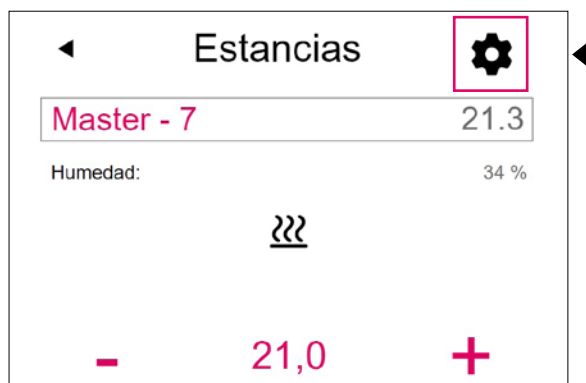 Estancias
Master - 7 21.3
Humedad: 34 %
- 21,0 +